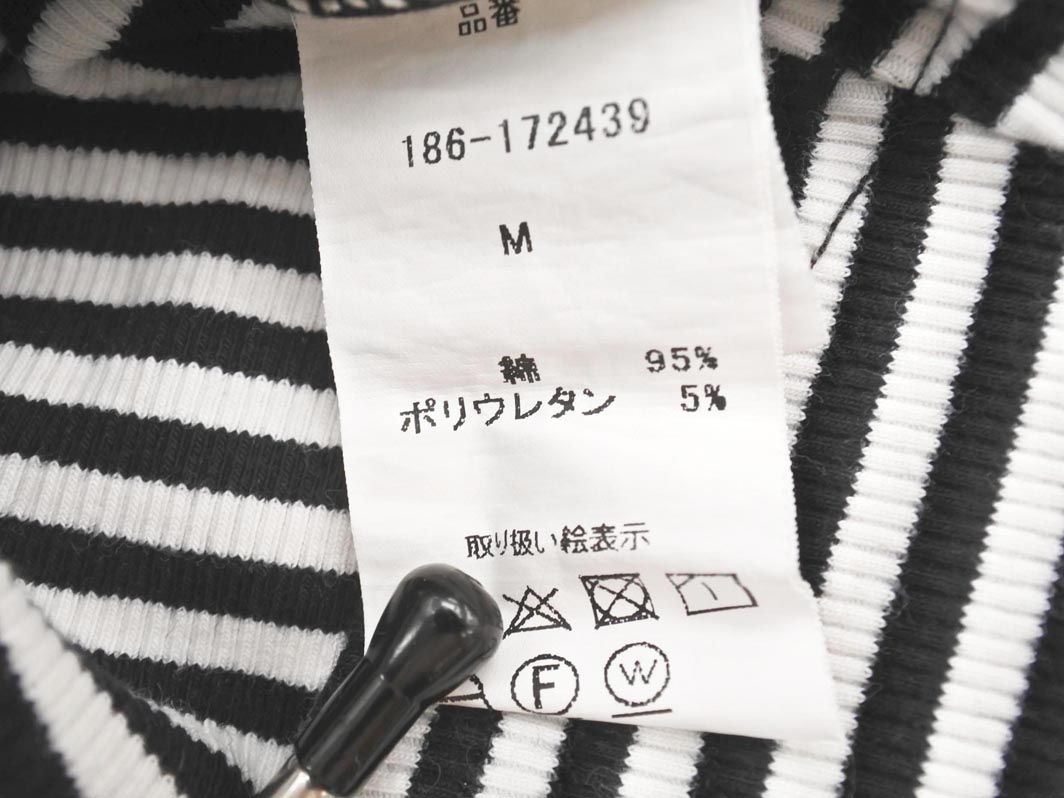 品番
186-172439
M
綿 95%
ポリウレタン 5%
取り扱い絵表示
F W